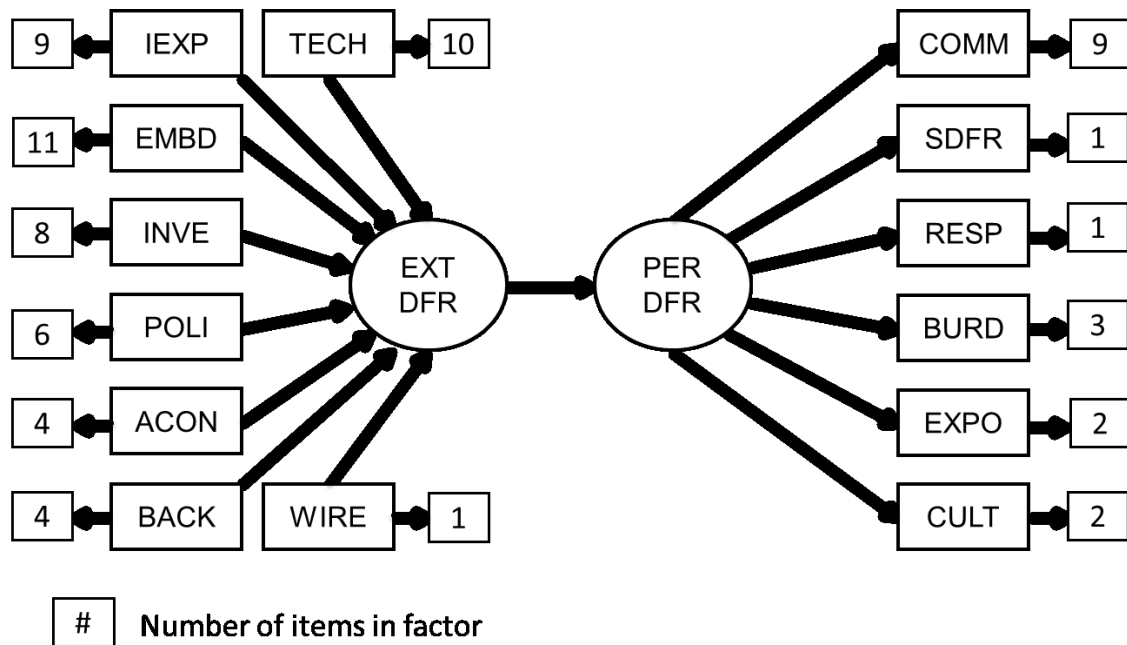 9
IEXP
TECH
10
COMM
9
11
EMBD
SDFR
1
8
INVE
RESP
1
EXT
DFR
PER
DFR
6
POLI
BURD
3
4
ACON
EXPO
2
4
BACK
WIRE
1
CULT
2
# Number of items in factor